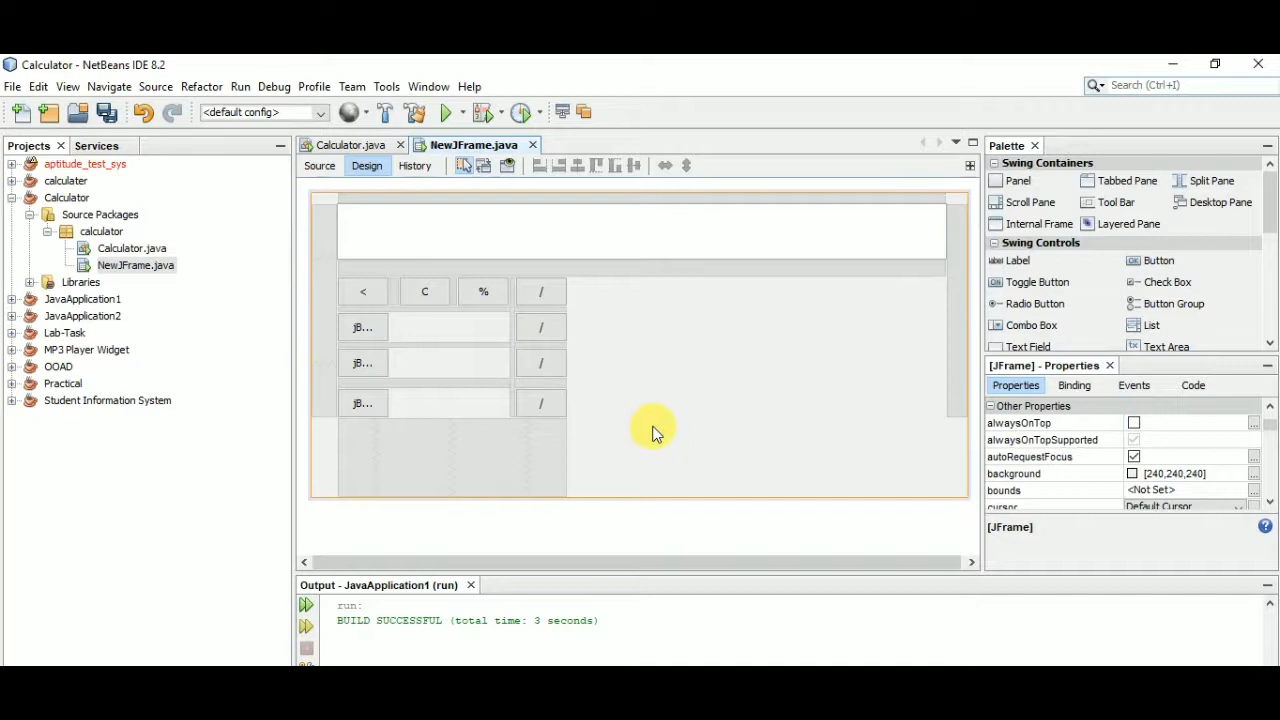 Calculator - NetBeans IDE 8.2
File Edit View Navigate Source Refactor Run Debug Profile Team Tools Window Help
Search (Ctrl+I)
<default config>
Projects Services
aptitude_test_sys
calculater
Calculator
Source Packages
calculator
Calculator.java
NewJFrame.java
Libraries
JavaApplication1
JavaApplication2
Lab-Task
MP3 Player Widget
OOAD
Practical
Student Information System
Calculator.java NewJFrame.java
Source Design History
< C % /
jB... /
jB... /
jB... /
Output - JavaApplication1 (run)
run:
BUILD SUCCESSFUL (total time: 3 seconds)
Palette
Swing Containers
Panel Tabbed Pane Split Pane
Scroll Pane Tool Bar Desktop Pane
Internal Frame Layered Pane
Swing Controls
label Label OK Button
Toggle Button Check Box
Radio Button Button Group
Combo Box List
Text Field Text Area
[JFrame] - Properties
Properties Binding Events Code
Other Properties
alwaysOnTop ...
alwaysOnTopSupported
autoRequestFocus ...
background [240,240,240] ...
bounds <Not Set> ...
cursor Default Cursor
[JFrame]